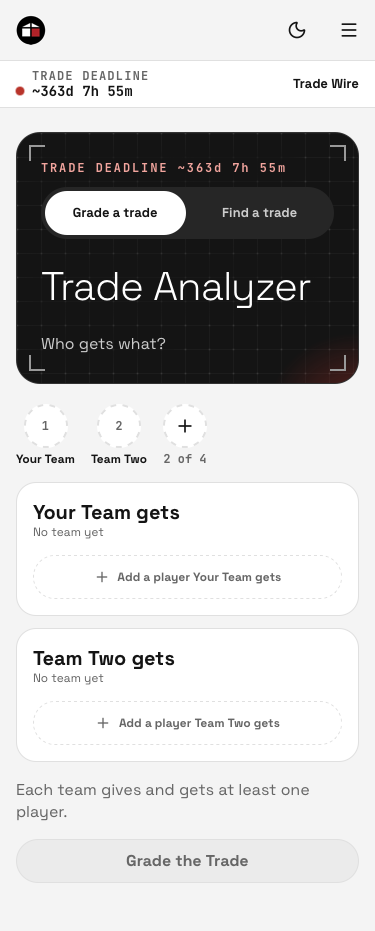 TRADE DEADLINE
~363d 7h 55m
Trade Wire
TRADE DEADLINE ~363d 7h 55m
Grade a trade
Find a trade
Trade Analyzer
Who gets what?
1
2
Your Team
Team Two
2 of 4
Your Team gets
No team yet
Add a player Your Team gets
Team Two gets
No team yet
Add a player Team Two gets
Each team gives and gets at least one
player.
Grade the Trade